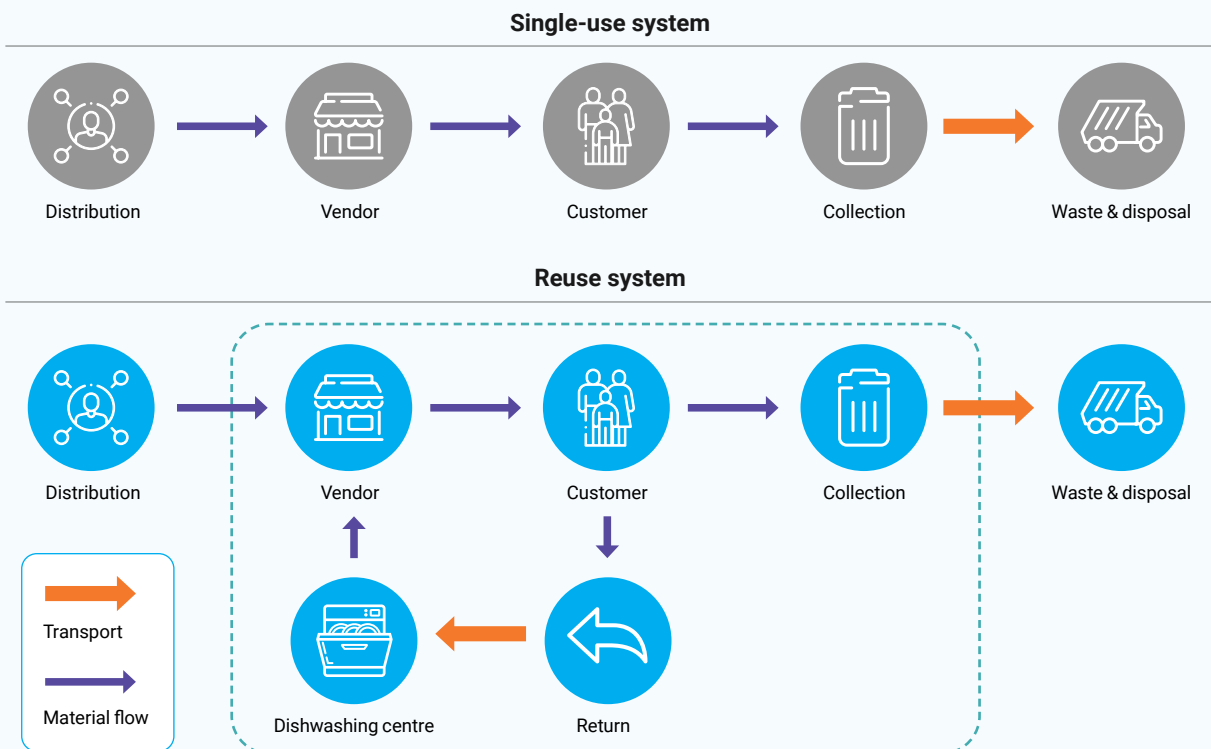 Single-use system
Distribution
Vendor
Customer
Collection
Waste & disposal
Reuse system
Distribution
Vendor
Customer
Collection
Waste & disposal
Transport
Material flow
Dishwashing centre
Return